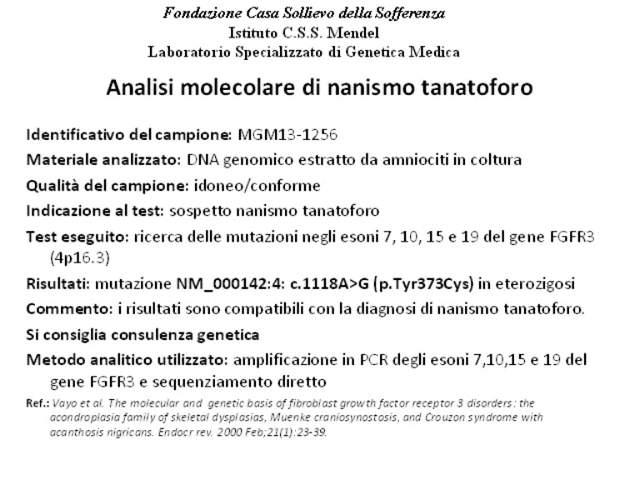 Fondazione Casa Sollievo della Sofferenza
Istituto C.S.S. Mendel
Laboratorio Specializzato di Genetica Medica
Analisi molecolare di nanismo tanatoforo
Identificativo del campione: MGM13-1256
Materiale analizzato: DNA genomico estratto da amniociti in coltura
Qualità del campione: idoneo/conforme
Indicazione al test: sospetto nanismo tanatoforo
Test eseguito: ricerca delle mutazioni negli esoni 7, 10, 15 e 19 del gene FGFR3
(4p16.3)
Risultati: mutazione NM_000142:4: c.1118A>G (p.Tyr373Cys) in eterozigosi
Commento: i risultati sono compatibili con la diagnosi di nanismo tanatoforo.
Si consiglia consulenza genetica
Metodo analitico utilizzato: amplificazione in PCR degli esoni 7,10,15 e 19 del
gene FGFR3 e sequenziamento diretto
Ref.: Vayo et al. The molecular and genetic basis of fibroblast growth factor receptor 3 disorders: the
acondroplasia family of skeletal dysplasias, Muenke craniosynostosis, and Crouzon syndrome with
acanthosis nigricans. Endocr rev. 2000 Feb;21(1):23-39.